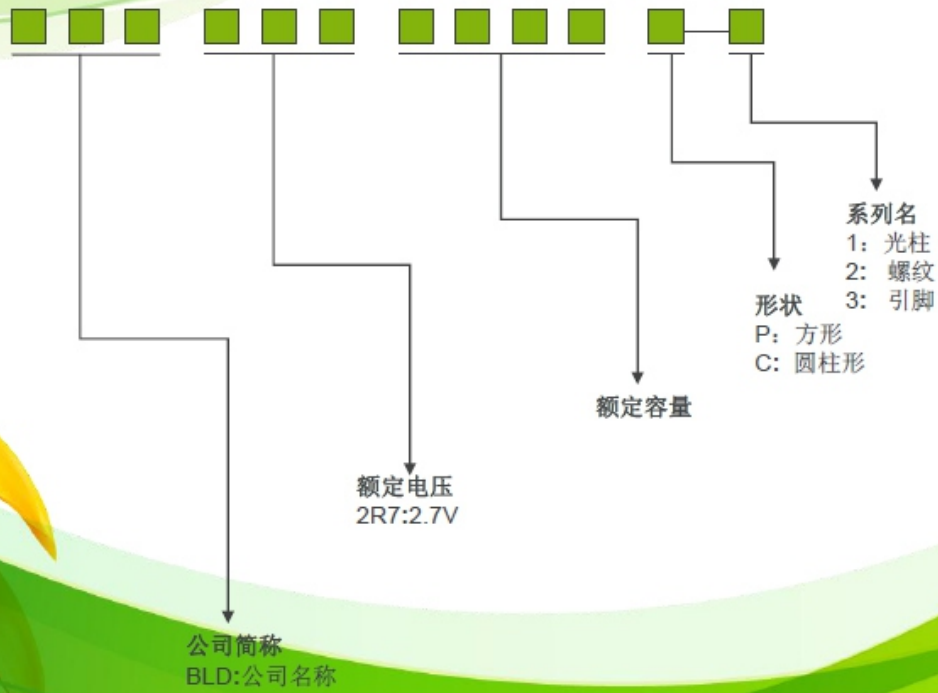 系列名
1：光柱
2： 螺纹
3： 引脚
形状
P：方形
C：圆柱形
额定容量
额定电压
2R7:2.7V
公司简称
BLD:公司名称